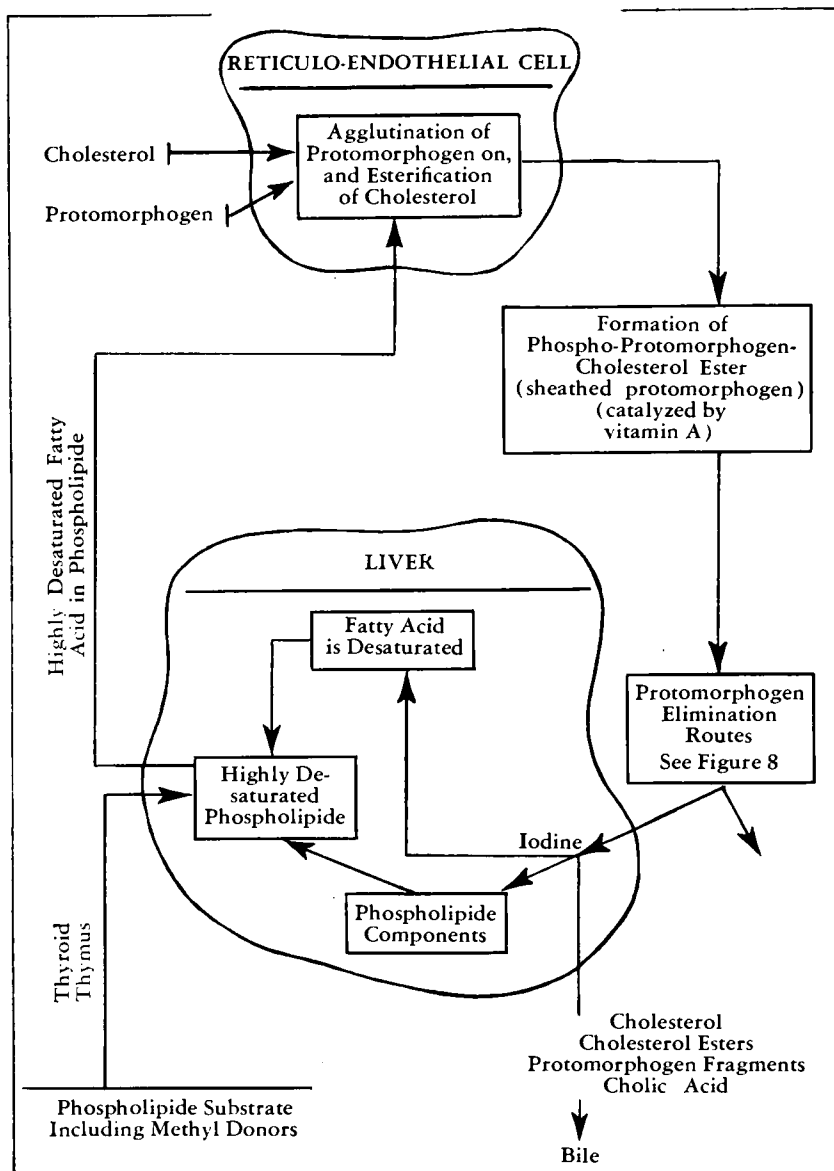 RETICULO-ENDOTHELIAL CELL
Agglutination of
Protomorphogen on,
and Esterification
of Cholesterol
Cholesterol
Protomorphogen
Formation of
Phospho-Protomorphogen-
Cholesterol Ester
(sheathed protomorphogen)
(catalyzed by
vitamin A)
Highly Desaturated Fatty
Acid in Phospholipide
LIVER
Fatty Acid
is Desaturated
Protomorphogen
Elimination
Routes
See Figure 8
Highly De-
saturated
Phospholipide
Iodine
Phospholipide
Components
Thyroid
Thymus
Cholesterol
Cholesterol Esters
Protomorphogen Fragments
Cholic Acid
Phospholipide Substrate
Including Methyl Donors
Bile